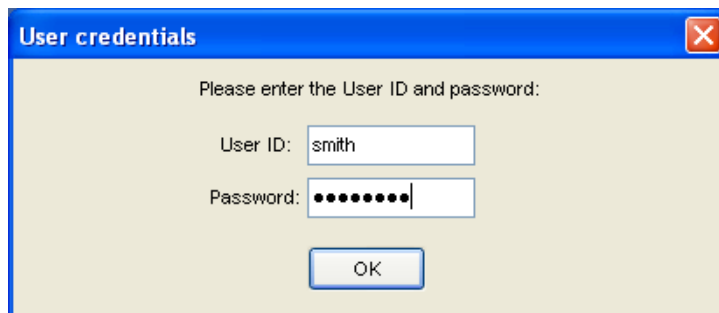 User credentials
Please enter the User ID and password:
User ID: smith
Password: ●●●●●●●●
OK